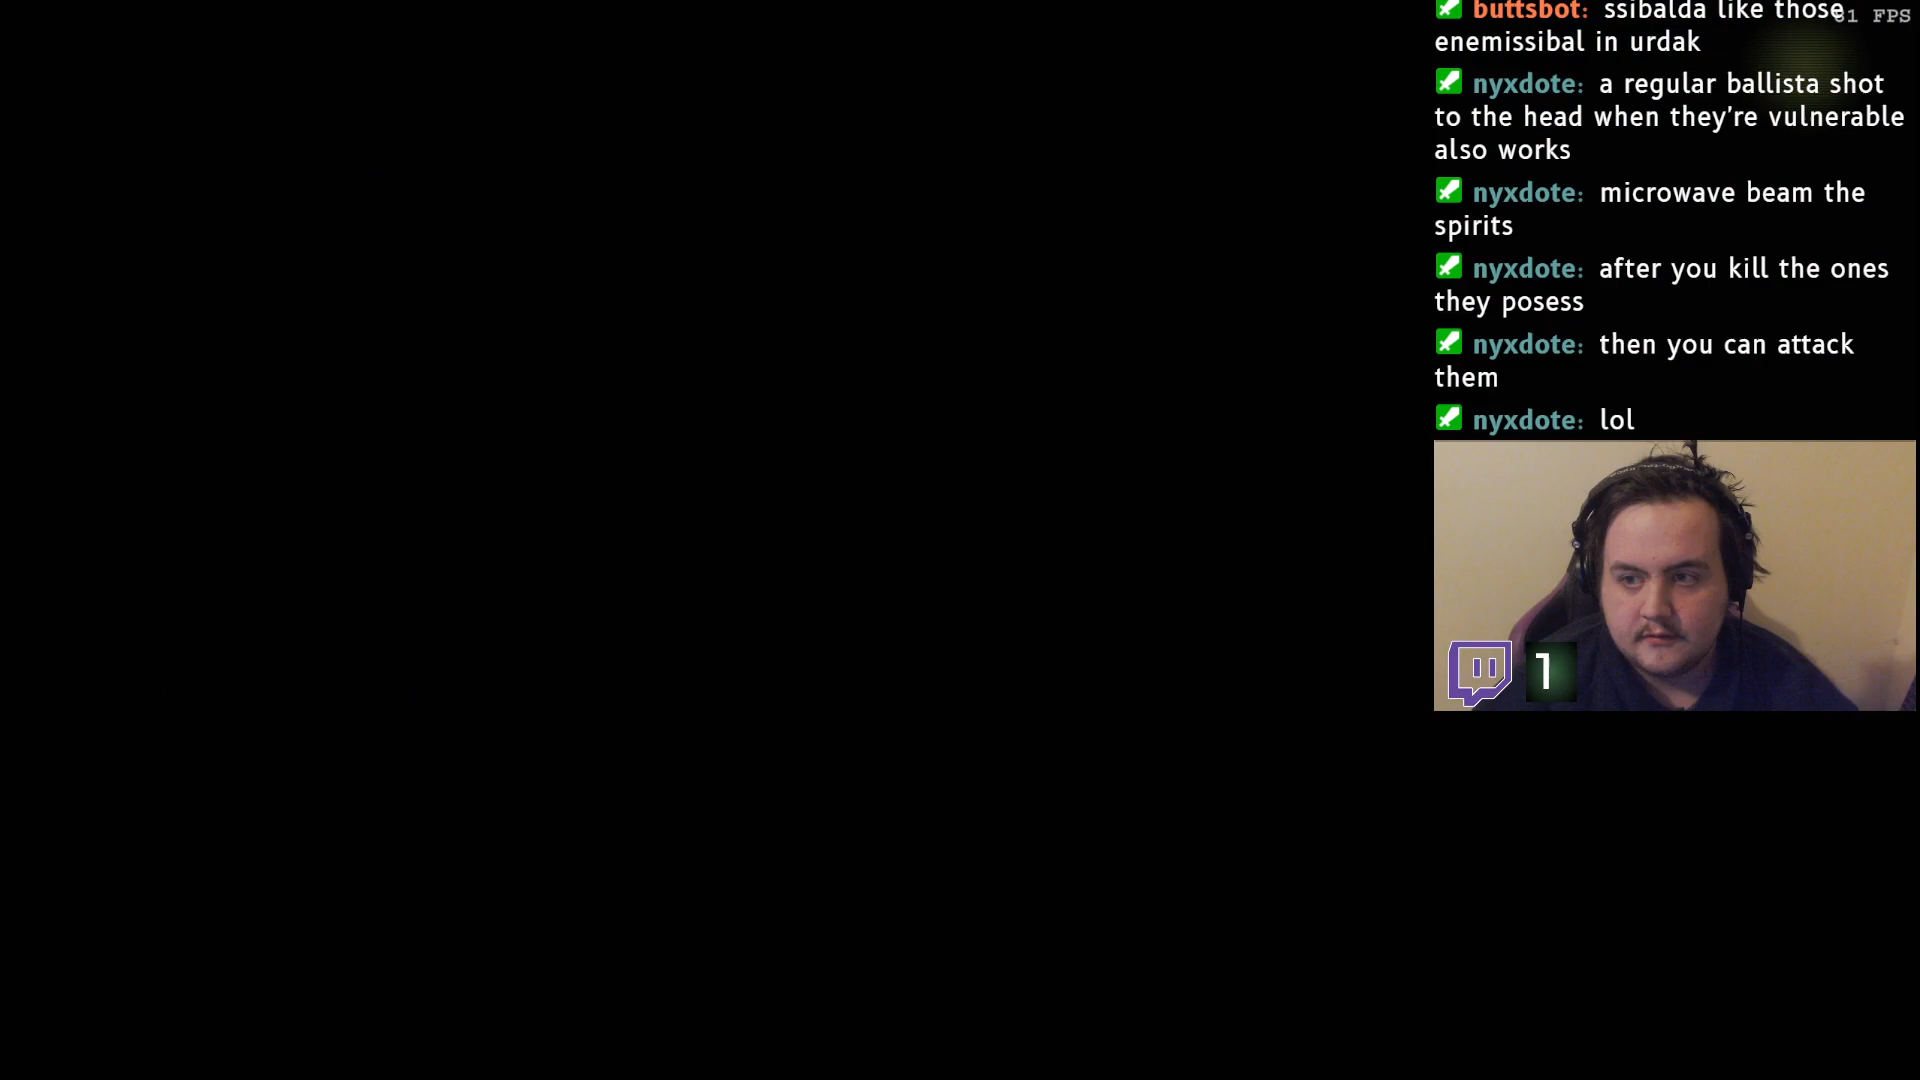 buttsbot: ssibalda like those
enemissibal in urdak
81 FPS
nyxdote: a regular ballista shot
to the head when they're vulnerable
also works
nyxdote: microwave beam the
spirits
nyxdote: after you kill the ones
they posess
nyxdote: then you can attack
them
nyxdote: lol
1